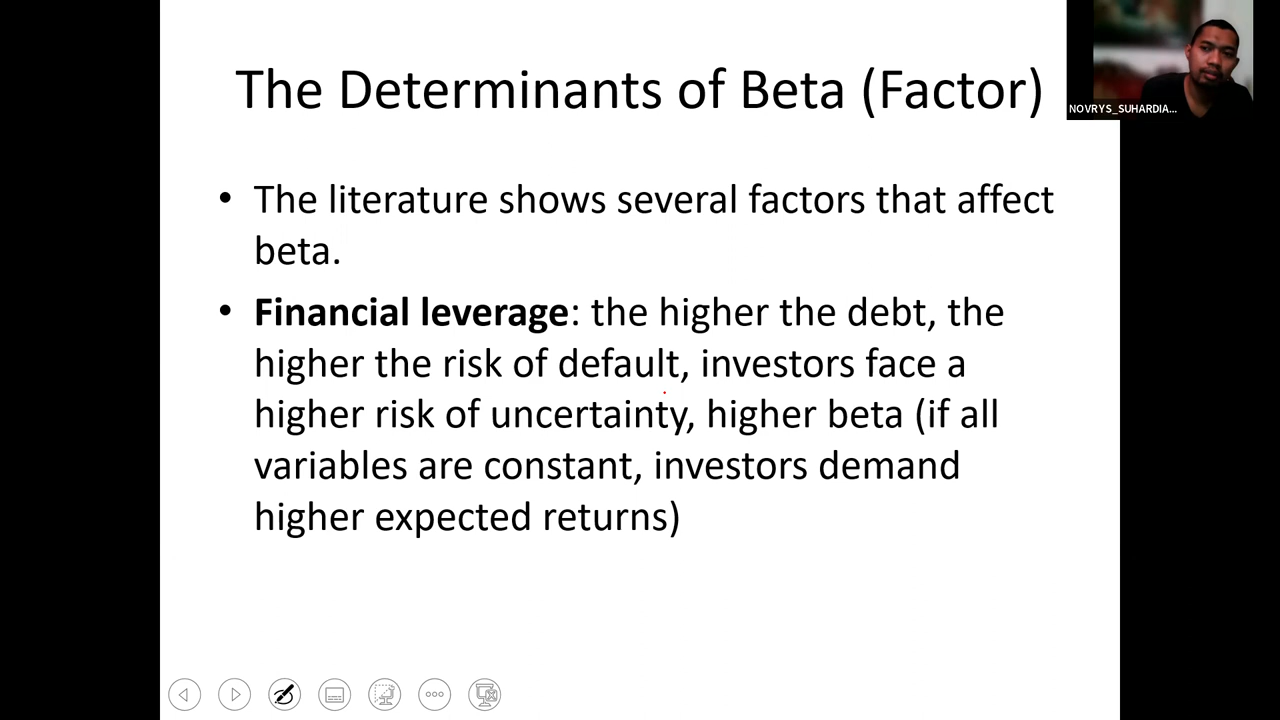 The Determinants of Beta (Factor)
NOVRYS_SUHARDIA...
• The literature shows several factors that affect
beta.
• Financial leverage: the higher the debt, the
higher the risk of default, investors face a
higher risk of uncertainty, higher beta (if all
variables are constant, investors demand
higher expected returns)